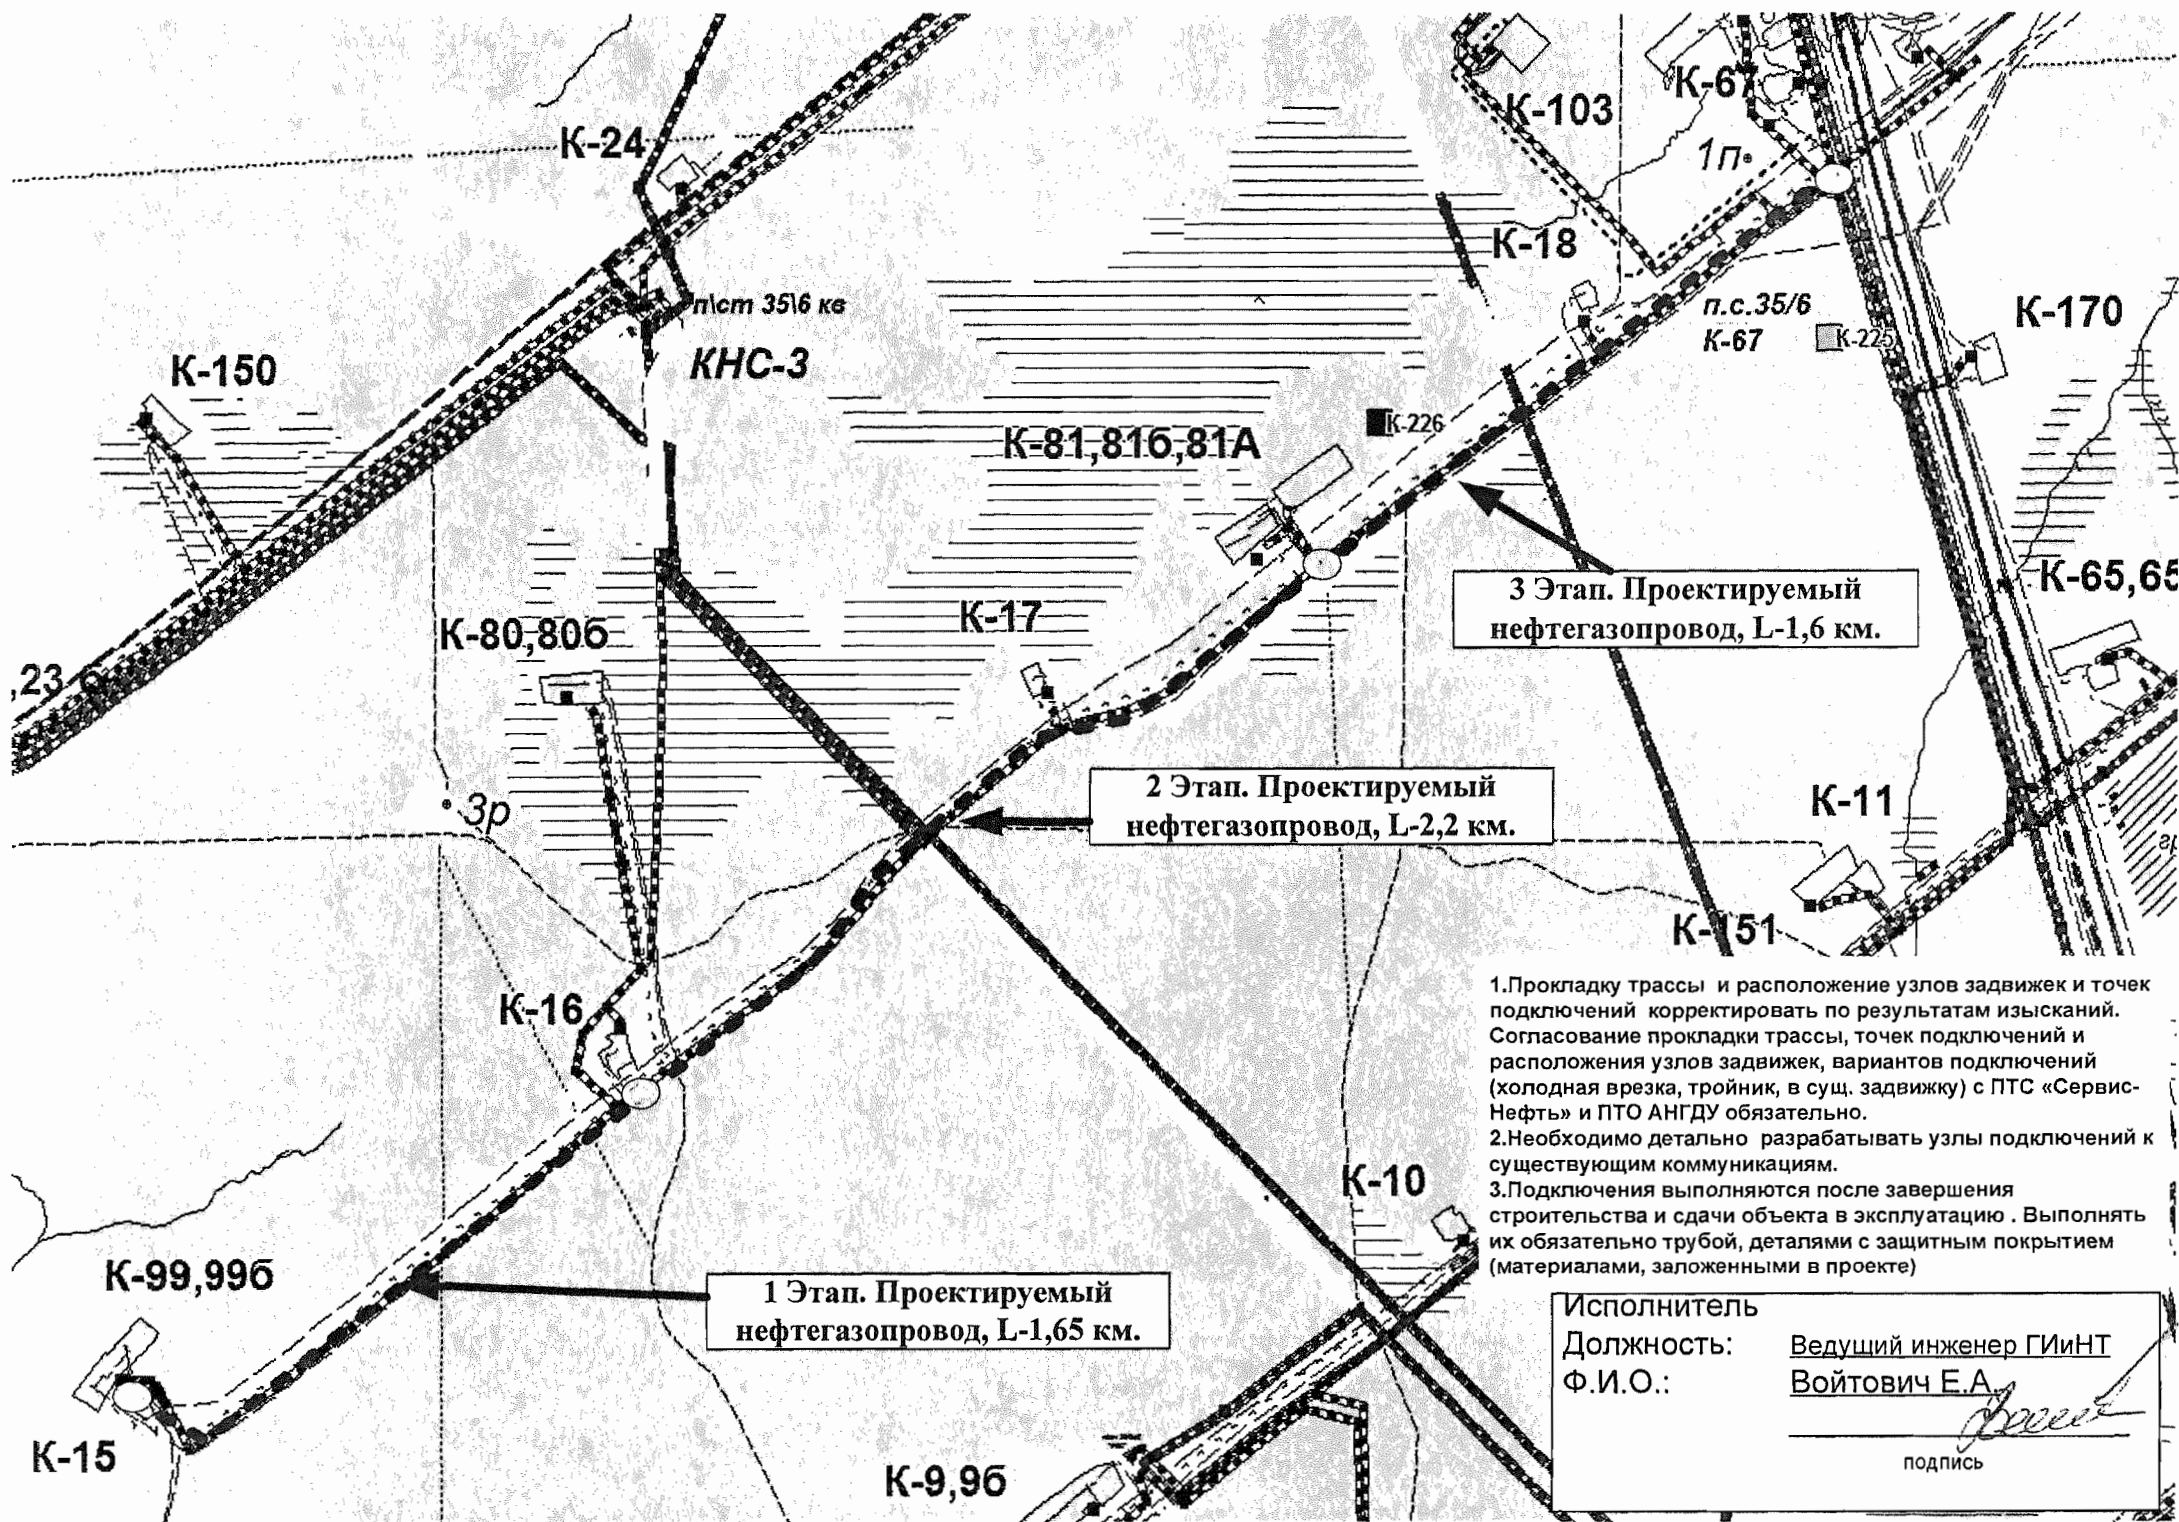 К-24
К-103
К-67
1п
К-18
п\ст 35\6 кв
п.с.35/6
К-67
К-225
К-170
К-150
КНС-3
К-226
К-81,81б,81А
3 Этап. Проектируемый
нефтегазопровод, L-1,6 км.
К-65,65
К-17
К-80,80б
,23
2 Этап. Проектируемый
нефтегазопровод, L-2,2 км.
К-11
3р
К-151
1.Прокладку трассы и расположение узлов задвижек и точек
подключений корректировать по результатам изысканий.
Согласование прокладки трассы, точек подключений и
расположения узлов задвижек, вариантов подключений
(холодная врезка, тройник, в сущ. задвижку) с ПТС «Сервис-
Нефть» и ПТО АНГДУ обязательно.
2.Необходимо детально разрабатывать узлы подключений к
существующим коммуникациям.
3.Подключения выполняются после завершения
строительства и сдачи объекта в эксплуатацию . Выполнять
их обязательно трубой, деталями с защитным покрытием
(материалами, заложенными в проекте)
К-16
К-10
К-99,99б
1 Этап. Проектируемый
нефтегазопровод, L-1,65 км.
Исполнитель
Должность: Ведущий инженер ГИиНТ
Ф.И.О.: Войтович Е.А.
подпись
К-15
К-9,9б